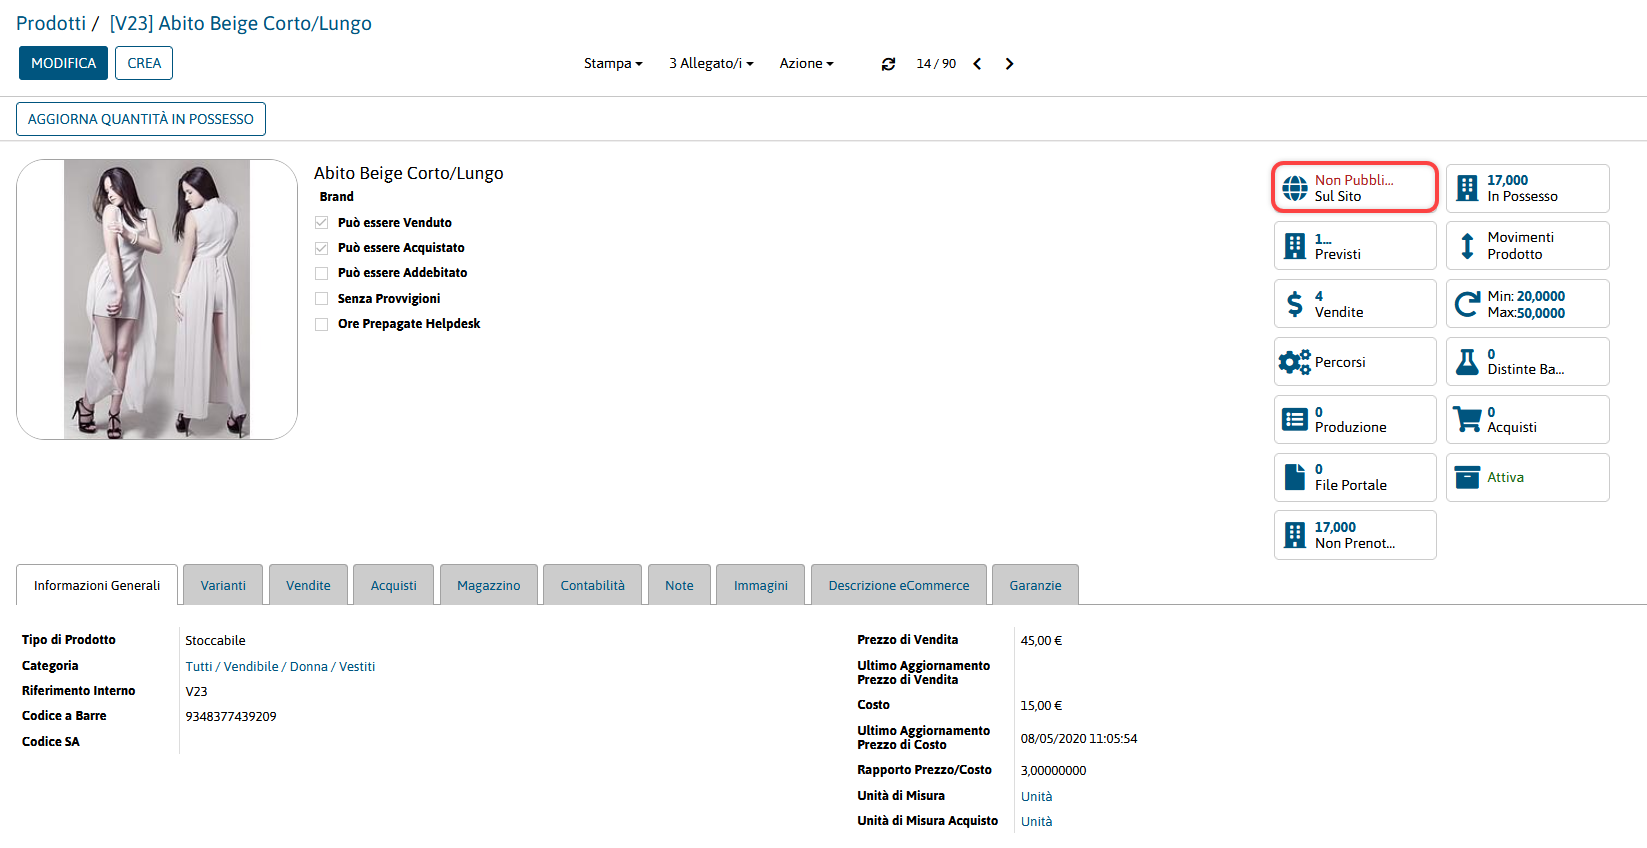 Prodotti / [V23] Abito Beige Corto/Lungo
MODIFICA
CREA
Stampa
3 Allegato/i
Azione
14 / 90
AGGIORNA QUANTITÀ IN POSSESSO
Abito Beige Corto/Lungo
Brand
Può essere Venduto
Può essere Acquistato
Può essere Addebitato
Senza Provvigioni
Ore Prepagate Helpdesk
Non Pubbli...
Sul Sito
17,000
In Possesso
1...
Previsti
Movimenti
Prodotto
4
Vendite
Min: 20,0000
Max:50,0000
Percorsi
0
Distinte Ba...
0
Produzione
0
Acquisti
0
File Portale
Attiva
17,000
Non Prenot...
Informazioni Generali
Varianti
Vendite
Acquisti
Magazzino
Contabilità
Note
Immagini
Descrizione eCommerce
Garanzie
Tipo di Prodotto
Stoccabile
Categoria
Tutti / Vendibile / Donna / Vestiti
Riferimento Interno
V23
Codice a Barre
9348377439209
Codice SA
Prezzo di Vendita
45,00 €
Ultimo Aggiornamento
Prezzo di Vendita
Costo
15,00 €
Ultimo Aggiornamento
Prezzo di Costo
08/05/2020 11:05:54
Rapporto Prezzo/Costo
3,00000000
Unità di Misura
Unità
Unità di Misura Acquisto
Unità